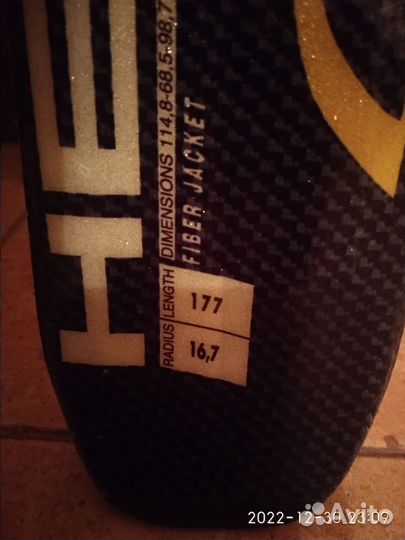 HE
DIMENSIONS 114,8-68,5-98,7
FIBER JACKET
LENGTH 177
RADIUS 16,7
2022-12-30 23:09
Avito